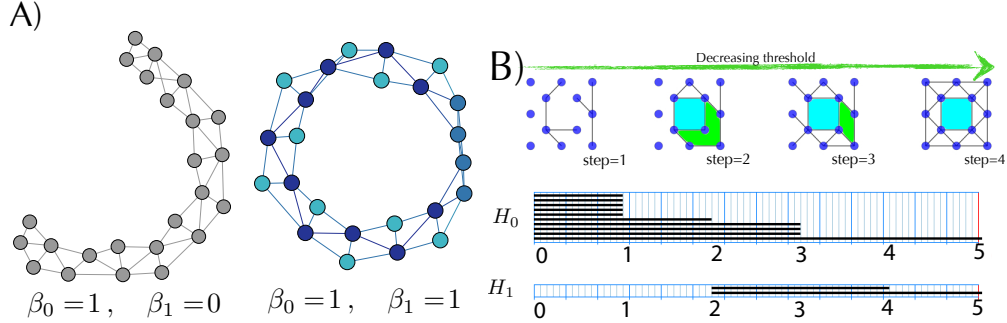 A)
β₀ = 1 , β₁ = 0
β₀ = 1 , β₁ = 1
B)
Decreasing threshold
step=1
step=2
step=3
step=4
H₀
0 1 2 3 4 5
H₁
0 1 2 3 4 5